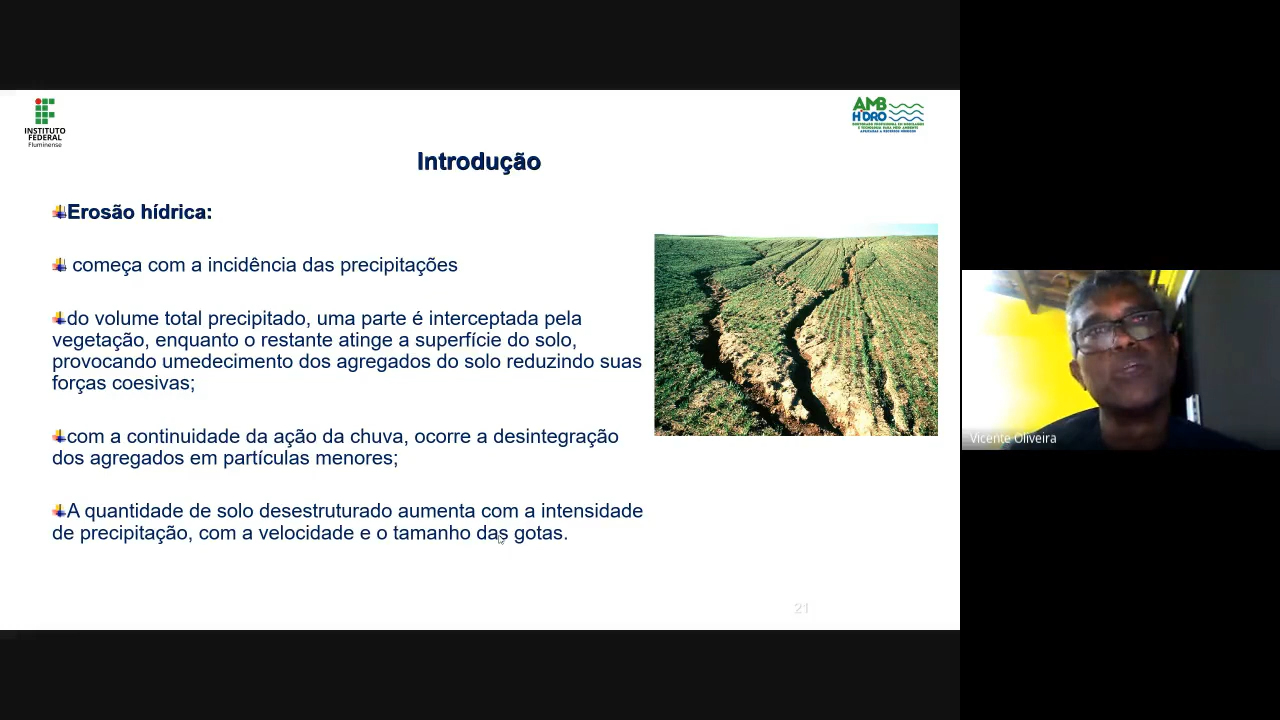 INSTITUTO
FEDERAL
Fluminense
AMB
HIDRO
Introdução
Erosão hídrica:
começa com a incidência das precipitações
do volume total precipitado, uma parte é interceptada pela
vegetação, enquanto o restante atinge a superfície do solo,
provocando umedecimento dos agregados do solo reduzindo suas
forças coesivas;
com a continuidade da ação da chuva, ocorre a desintegração
dos agregados em partículas menores;
A quantidade de solo desestruturado aumenta com a intensidade
de precipitação, com a velocidade e o tamanho das gotas.
21
Vicente Oliveira